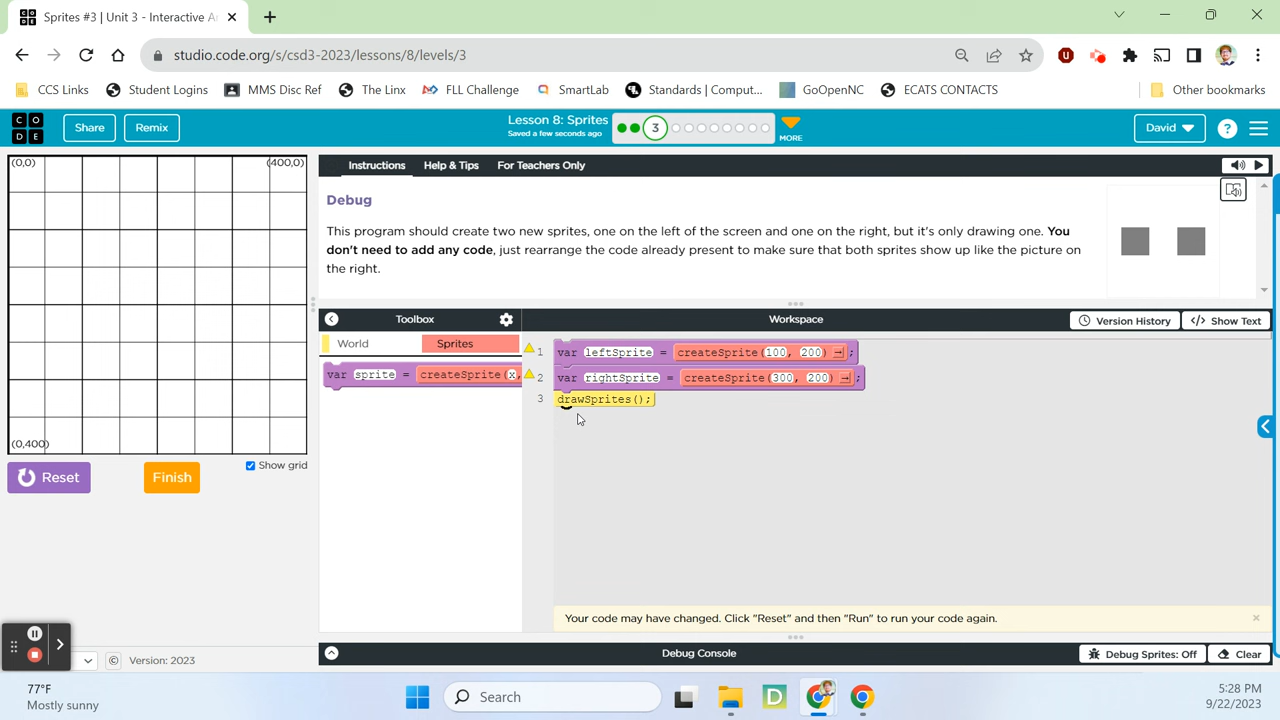 Sprites #3 | Unit 3 - Interactive An
studio.code.org/s/csd3-2023/lessons/8/levels/3
CCS Links
Student Logins
MMS Disc Ref
The Linx
FLL Challenge
SmartLab
Standards | Comput...
GoOpenNC
ECATS CONTACTS
Other bookmarks
CODE
Share
Remix
Lesson 8: Sprites
Saved a few seconds ago
3
MORE
David
?
Instructions
Help & Tips
For Teachers Only
Debug
This program should create two new sprites, one on the left of the screen and one on the right, but it's only drawing one. You
don't need to add any code, just rearrange the code already present to make sure that both sprites show up like the picture on
the right.
(0,0)
(400,0)
(0,400)
Reset
Finish
Show grid
Toolbox
World
Sprites
var sprite = createSprite(x,
Workspace
Version History
Show Text
1 var leftSprite = createSprite(100, 200);
2 var rightSprite = createSprite(300, 200);
3 drawSprites();
Your code may have changed. Click "Reset" and then "Run" to run your code again.
Debug Console
Debug Sprites: Off
Clear
© Version: 2023
77°F
Mostly sunny
Search
D
5:28 PM
9/22/2023